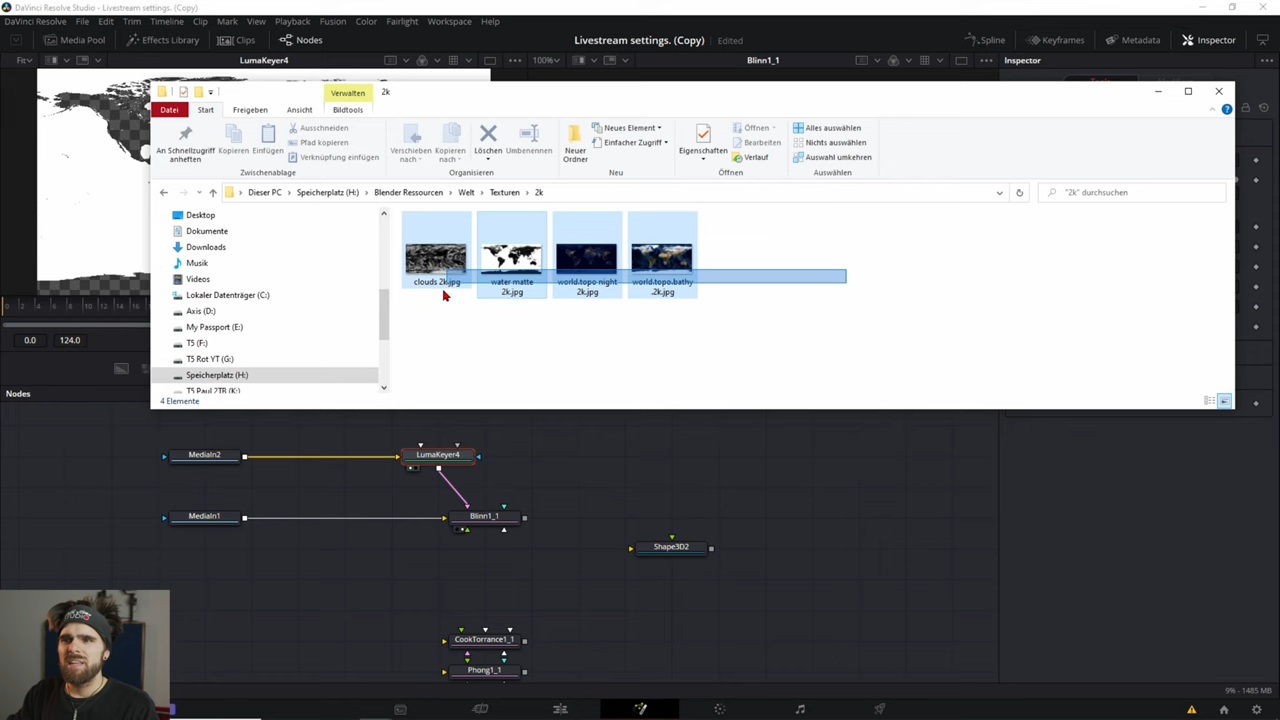 DaVinci Resolve Studio - Livestream settings. (Copy)
DaVinci Resolve File Edit Trim Timeline Clip Mark View Playback Fusion Color Fairlight Workspace Help
Media Pool Effects Library Clips Nodes Livestream settings. (Copy) Edited Spline Keyframes Metadata Inspector
Fit LumaKeyer4 100% Blinn1_1 Inspector
Verwalten 2k
Datei Start Freigeben Ansicht Bildtools
An Schnellzugriff anheften
Kopieren
Einfügen
Ausschneiden
Pfad kopieren
Verknüpfung einfügen
Zwischenablage
Verschieben nach
Kopieren nach
Löschen
Umbenennen
Organisieren
Neuer Ordner
Neues Element
Einfacher Zugriff
Neu
Eigenschaften
Öffnen
Bearbeiten
Verlauf
Öffnen
Alles auswählen
Nichts auswählen
Auswahl umkehren
Auswählen
Dieser PC > Speicherplatz (H:) > Blender Ressourcen > Welt > Texturen > 2k
"2k" durchsuchen
Desktop
Dokumente
Downloads
Musik
Videos
Lokaler Datenträger (C:)
Axis (D:)
My Passport (E:)
T5 (F:)
T5 Rot YT (G:)
Speicherplatz (H:)
T5 Paul 2TB (K:)
clouds 2k.jpg
water matte
2k.jpg
world.topo night
2k.jpg
world.topo.bathy
.2k.jpg
4 Elemente
0.0 124.0
Nodes
MediaIn2
LumaKeyer4
MediaIn1
Blinn1_1
Shape3D2
CookTorrance1_1
Phong1_1
9% - 1485 MB